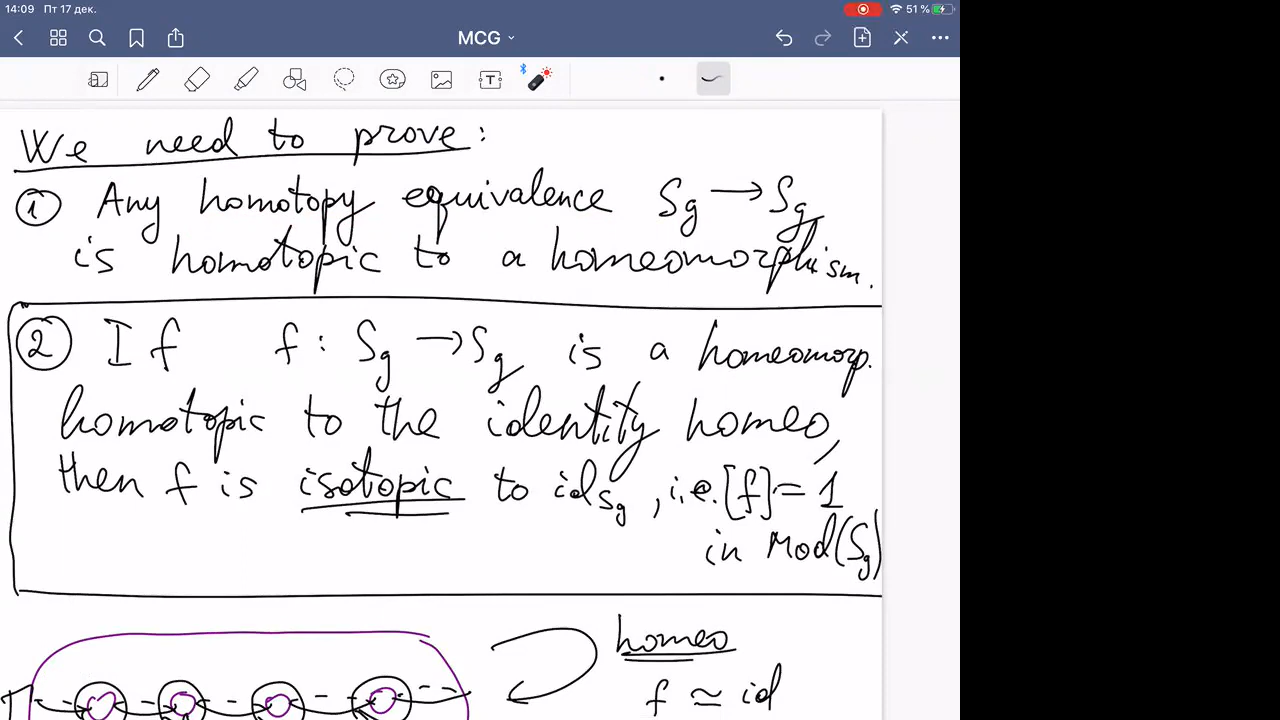 14:09 Пт 17 дек.
51 %
MCG
We need to prove:
① Any homotopy equivalence Sg → Sg
is homotopic to a homeomorphism.
② If f : Sg → Sg is a homeomorp.
homotopic to the identity homeo,
then f is isotopic to id_Sg, i.e. [f] = 1
in Mod(Sg)
homeo
f ≃ id